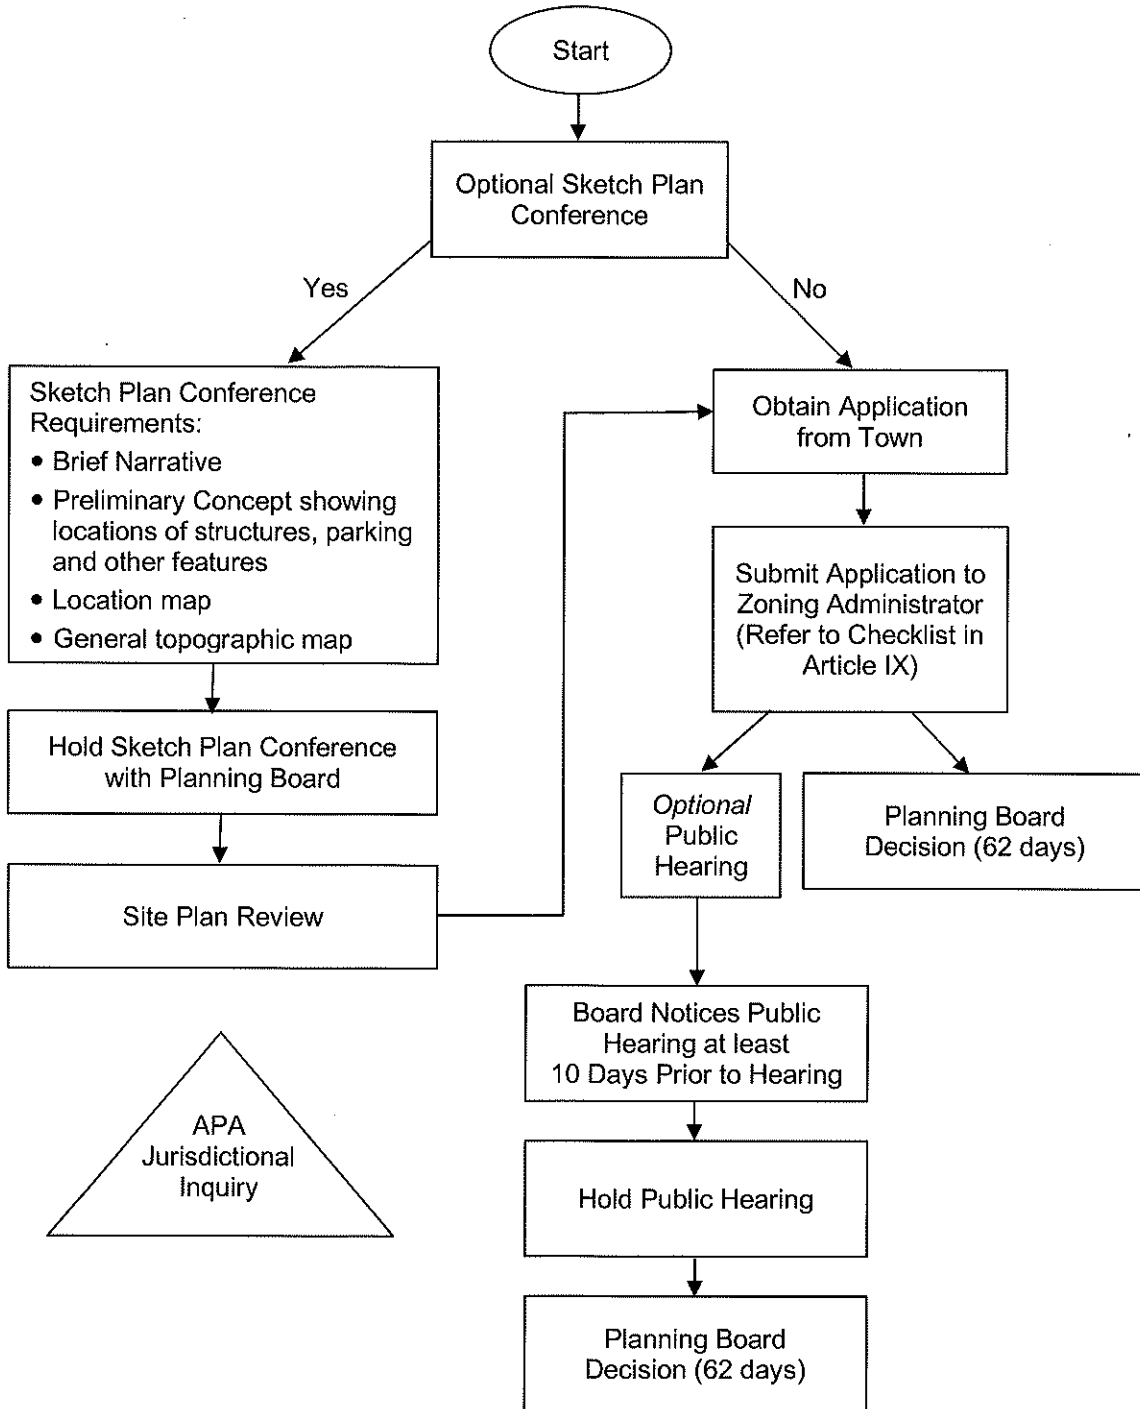 Start
Optional Sketch Plan
Conference
Yes
No
Sketch Plan Conference
Requirements:
• Brief Narrative
• Preliminary Concept showing
locations of structures, parking
and other features
• Location map
• General topographic map
Hold Sketch Plan Conference
with Planning Board
Site Plan Review
APA
Jurisdictional
Inquiry
Obtain Application
from Town
Submit Application to
Zoning Administrator
(Refer to Checklist in
Article IX)
Optional
Public
Hearing
Planning Board
Decision (62 days)
Board Notices Public
Hearing at least
10 Days Prior to Hearing
Hold Public Hearing
Planning Board
Decision (62 days)